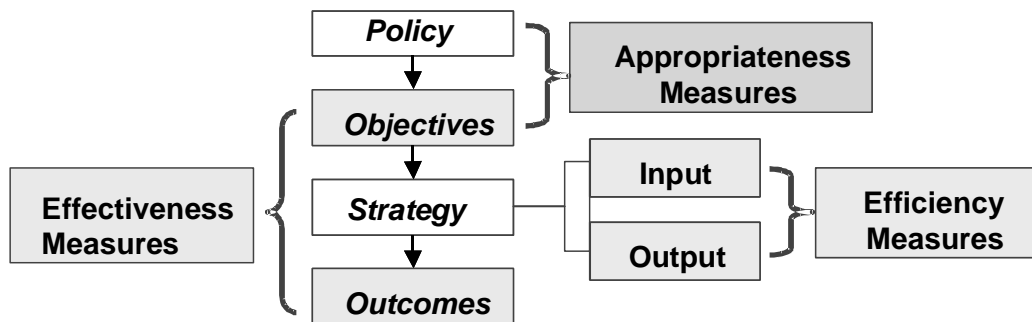 Policy
Appropriateness
Measures
Objectives
Input
Effectiveness
Measures
Strategy
Efficiency
Measures
Output
Outcomes